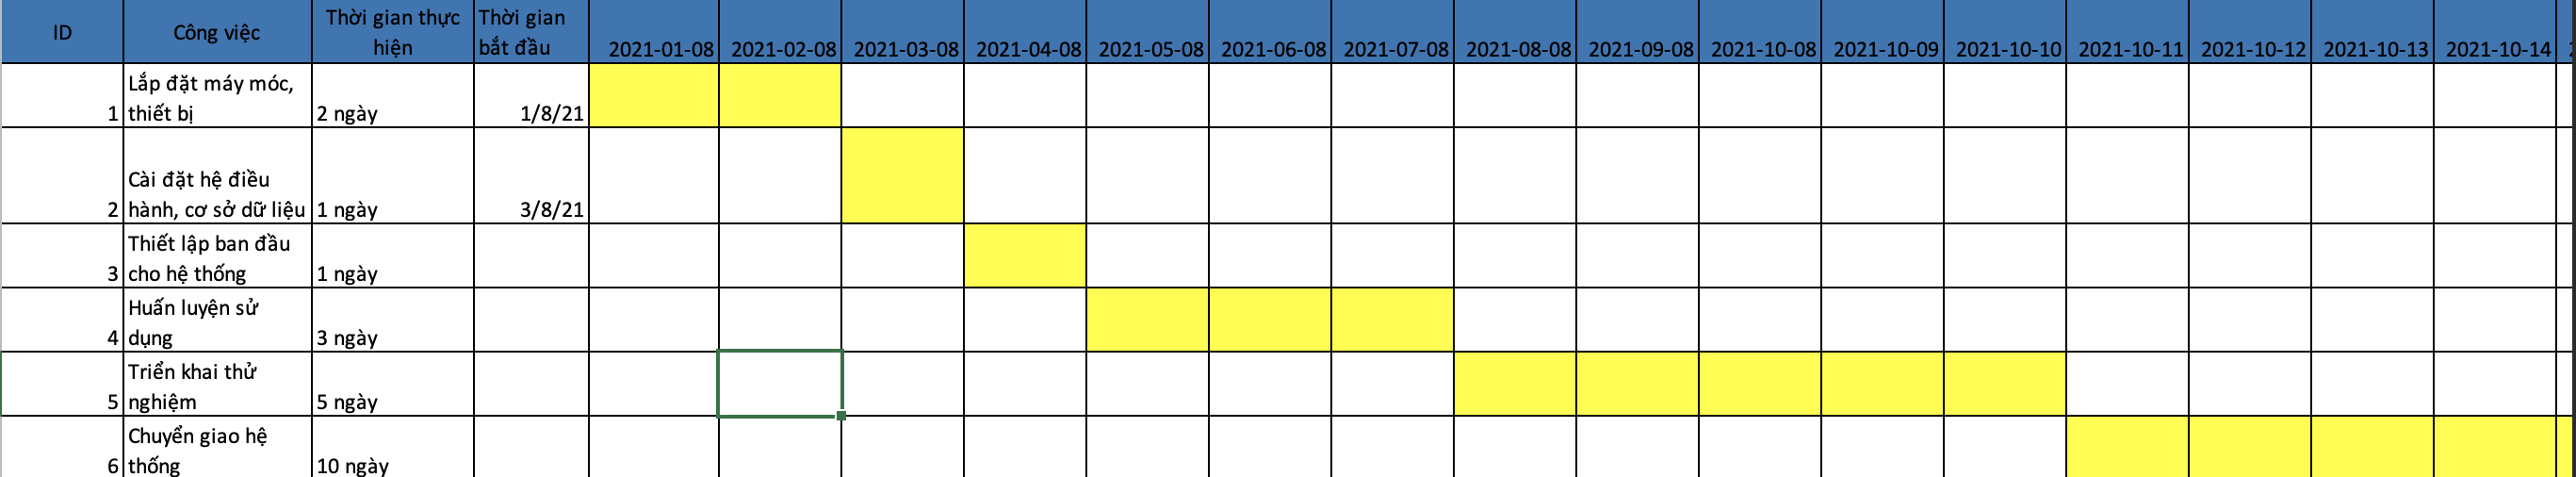 ID
Công việc
Thời gian thực
hiện
Thời gian
bắt đầu
2021-01-08
2021-02-08
2021-03-08
2021-04-08
2021-05-08
2021-06-08
2021-07-08
2021-08-08
2021-09-08
2021-10-08
2021-10-09
2021-10-10
2021-10-11
2021-10-12
2021-10-13
2021-10-14
1
Lắp đặt máy móc,
thiết bị
2 ngày
1/8/21
2
Cài đặt hệ điều
hành, cơ sở dữ liệu
1 ngày
3/8/21
3
Thiết lập ban đầu
cho hệ thống
1 ngày
4
Huấn luyện sử
dụng
3 ngày
5
Triển khai thử
nghiệm
5 ngày
6
Chuyển giao hệ
thống
10 ngày